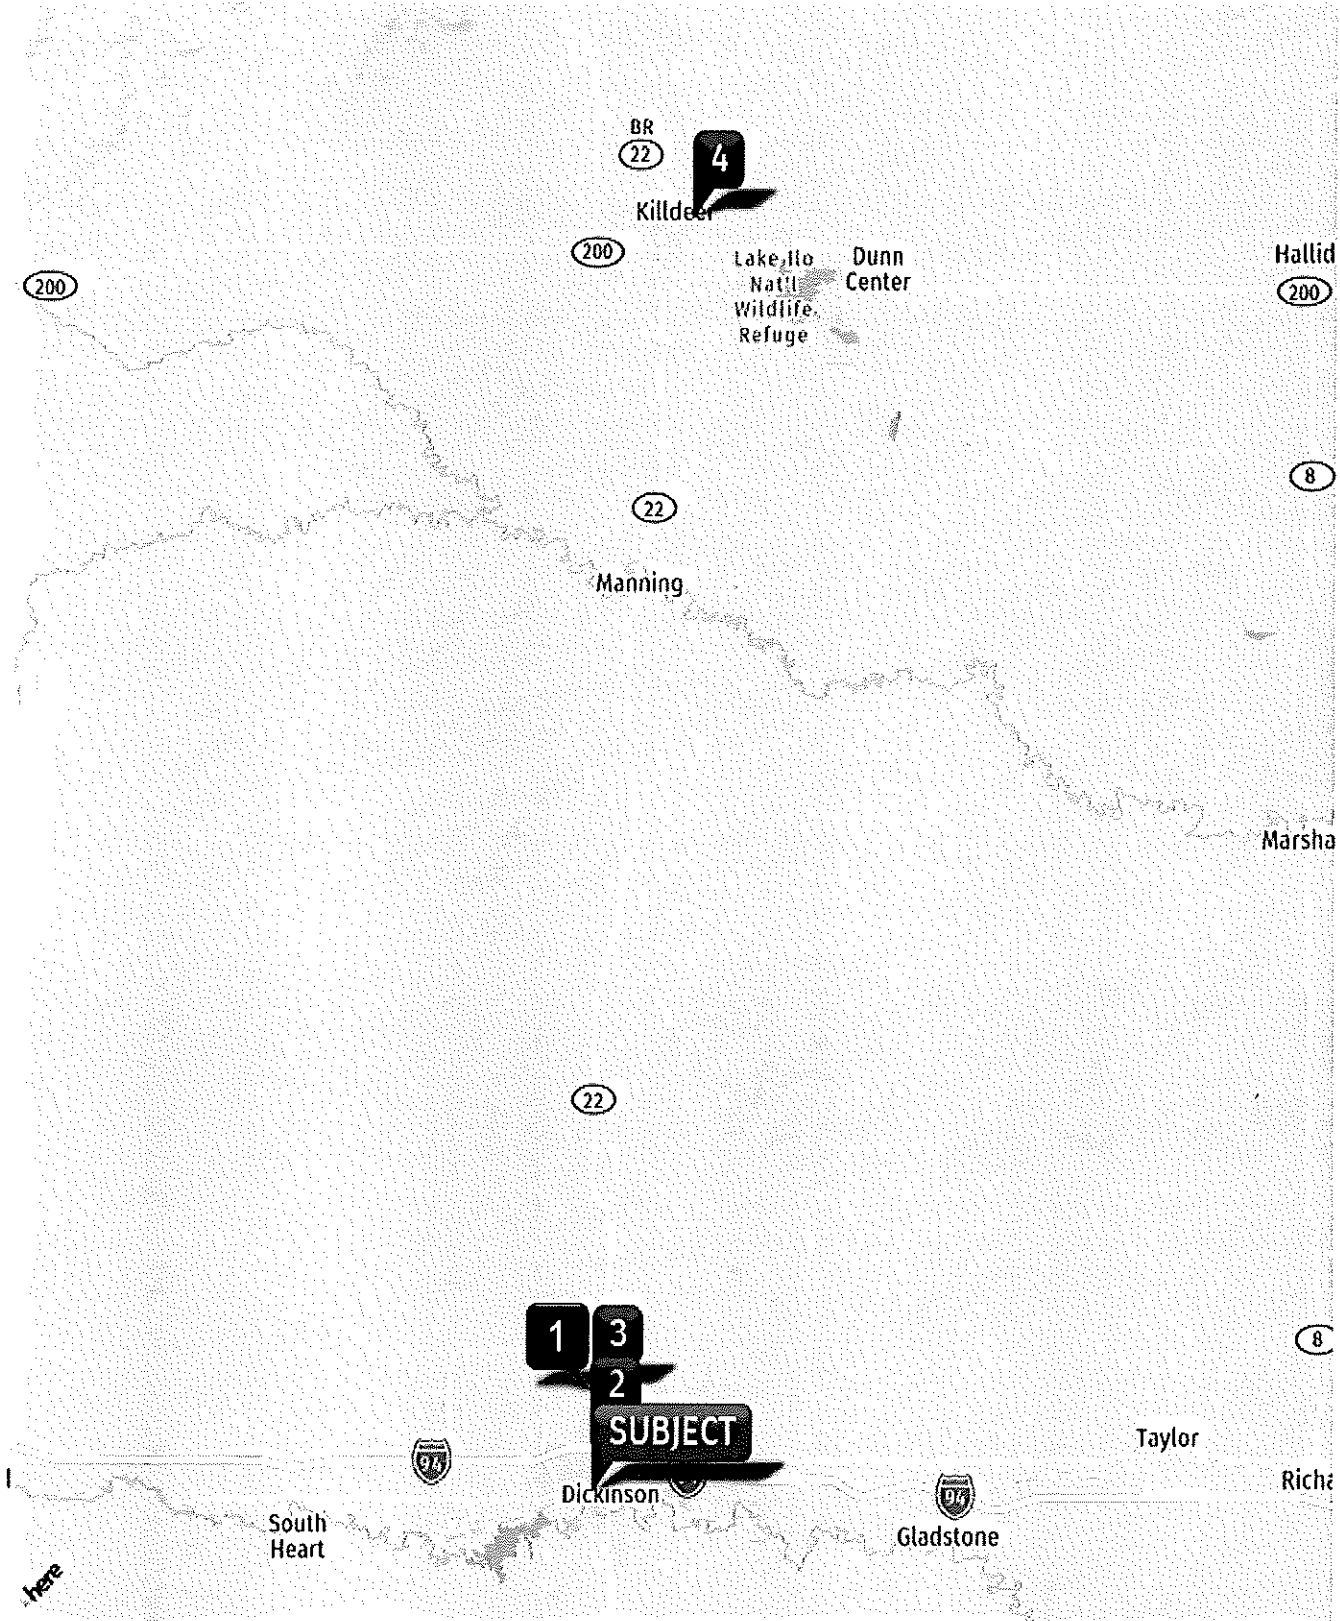 BR
22
4
Killdeer
200
Lake Ilo
Nat'l
Wildlife
Refuge
Dunn
Center
Hallid
200
200
8
22
Manning
Marsha
22
1
3
2
8
SUBJECT
94
Taylor
l
Dickinson
94
Richa
South
Heart
Gladstone
here